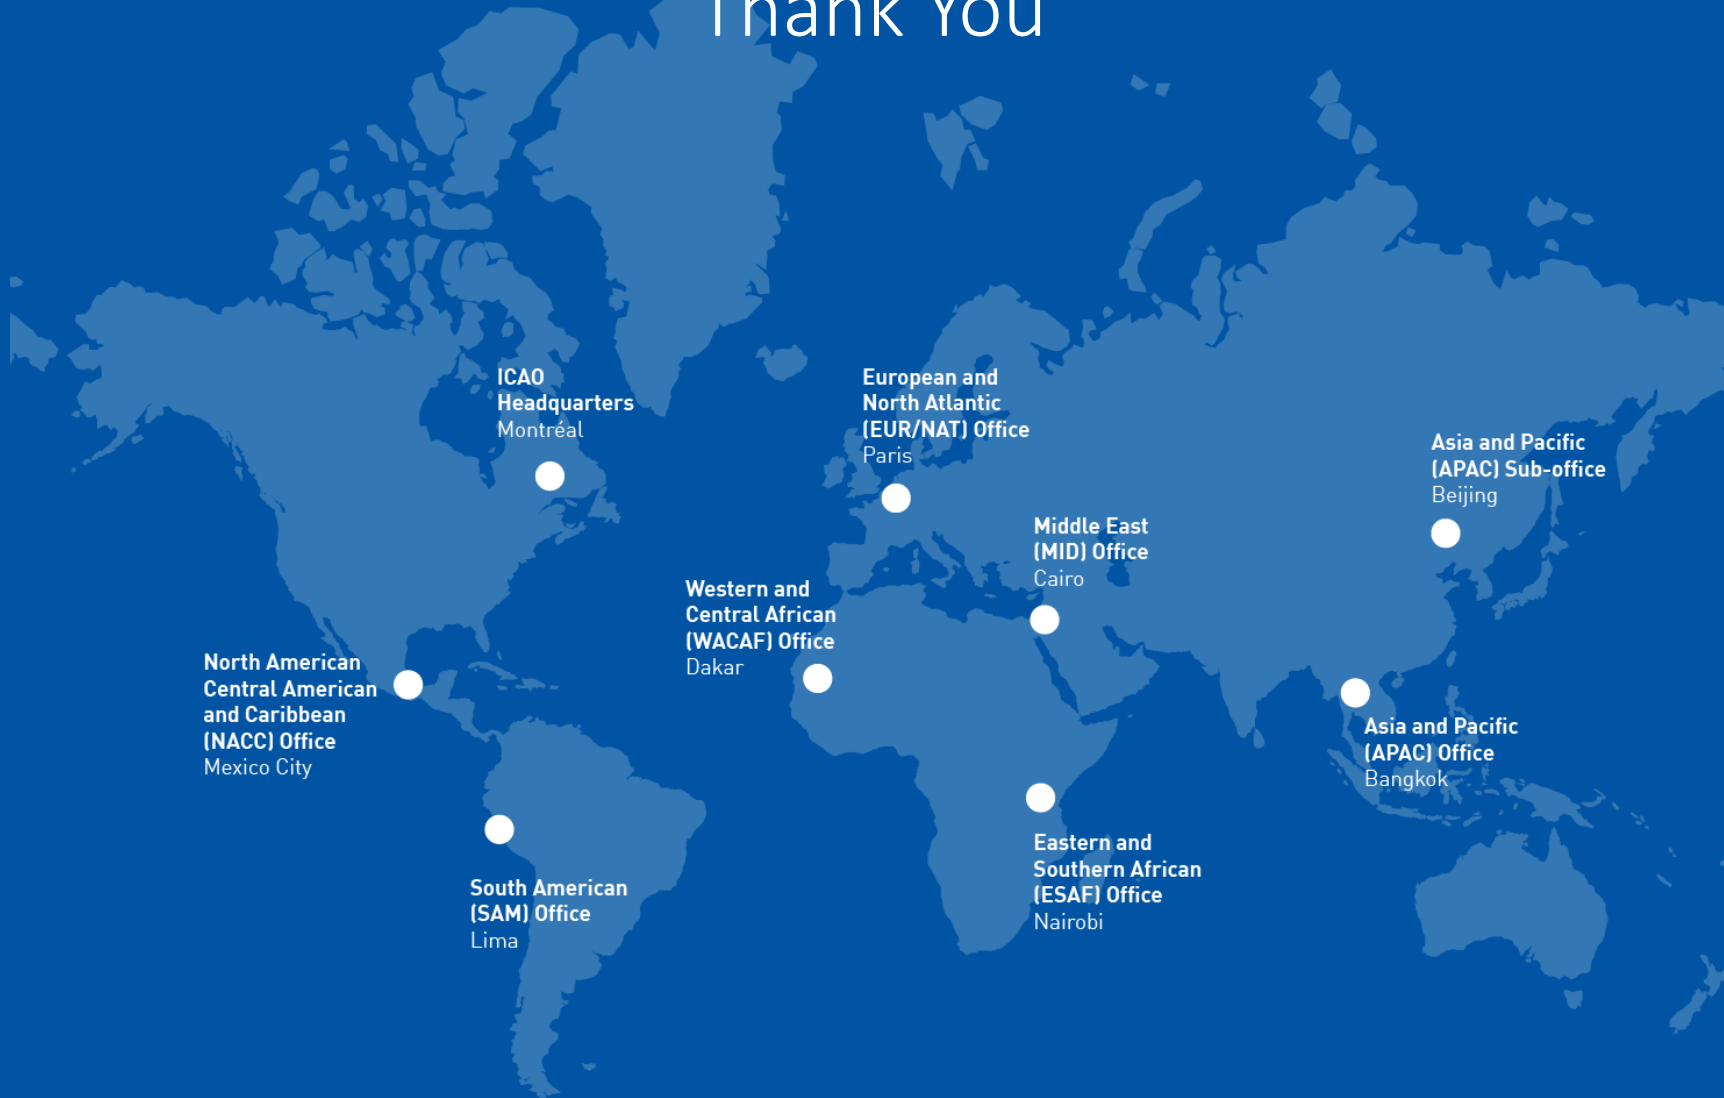 Thank You
ICAO
Headquarters
Montréal
European and
North Atlantic
(EUR/NAT) Office
Paris
Asia and Pacific
(APAC) Sub-office
Beijing
Middle East
(MID) Office
Cairo
Western and
Central African
(WACAF) Office
Dakar
North American
Central American
and Caribbean
(NACC) Office
Mexico City
Asia and Pacific
(APAC) Office
Bangkok
South American
(SAM) Office
Lima
Eastern and
Southern African
(ESAF) Office
Nairobi